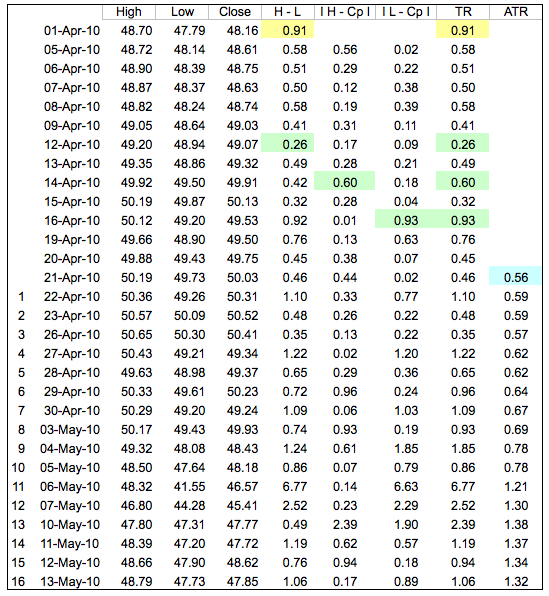 High Low Close H - L I H - Cp I I L - Cp I TR ATR
01-Apr-10 48.70 47.79 48.16 0.91 0.91
05-Apr-10 48.72 48.14 48.61 0.58 0.56 0.02 0.58
06-Apr-10 48.90 48.39 48.75 0.51 0.29 0.22 0.51
07-Apr-10 48.87 48.37 48.63 0.50 0.12 0.38 0.50
08-Apr-10 48.82 48.24 48.74 0.58 0.19 0.39 0.58
09-Apr-10 49.05 48.64 49.03 0.41 0.31 0.11 0.41
12-Apr-10 49.20 48.94 49.07 0.26 0.17 0.09 0.26
13-Apr-10 49.35 48.86 49.32 0.49 0.28 0.21 0.49
14-Apr-10 49.92 49.50 49.91 0.42 0.60 0.18 0.60
15-Apr-10 50.19 49.87 50.13 0.32 0.28 0.04 0.32
16-Apr-10 50.12 49.20 49.53 0.92 0.01 0.93 0.93
19-Apr-10 49.66 48.90 49.50 0.76 0.13 0.63 0.76
20-Apr-10 49.88 49.43 49.75 0.45 0.38 0.07 0.45
21-Apr-10 50.19 49.73 50.03 0.46 0.44 0.02 0.46 0.56
1 22-Apr-10 50.36 49.26 50.31 1.10 0.33 0.77 1.10 0.59
2 23-Apr-10 50.57 50.09 50.52 0.48 0.26 0.22 0.48 0.59
3 26-Apr-10 50.65 50.30 50.41 0.35 0.13 0.22 0.35 0.57
4 27-Apr-10 50.43 49.21 49.34 1.22 0.02 1.20 1.22 0.62
5 28-Apr-10 49.63 48.98 49.37 0.65 0.29 0.36 0.65 0.62
6 29-Apr-10 50.33 49.61 50.23 0.72 0.96 0.24 0.96 0.64
7 30-Apr-10 50.29 49.20 49.24 1.09 0.06 1.03 1.09 0.67
8 03-May-10 50.17 49.43 49.93 0.74 0.93 0.19 0.93 0.69
9 04-May-10 49.32 48.08 48.43 1.24 0.61 1.85 1.85 0.78
10 05-May-10 48.50 47.64 48.18 0.86 0.07 0.79 0.86 0.78
11 06-May-10 48.32 41.55 46.57 6.77 0.14 6.63 6.77 1.21
12 07-May-10 46.80 44.28 45.41 2.52 0.23 2.29 2.52 1.30
13 10-May-10 47.80 47.31 47.77 0.49 2.39 1.90 2.39 1.38
14 11-May-10 48.39 47.20 47.72 1.19 0.62 0.57 1.19 1.37
15 12-May-10 48.66 47.90 48.62 0.76 0.94 0.18 0.94 1.34
16 13-May-10 48.79 47.73 47.85 1.06 0.17 0.89 1.06 1.32